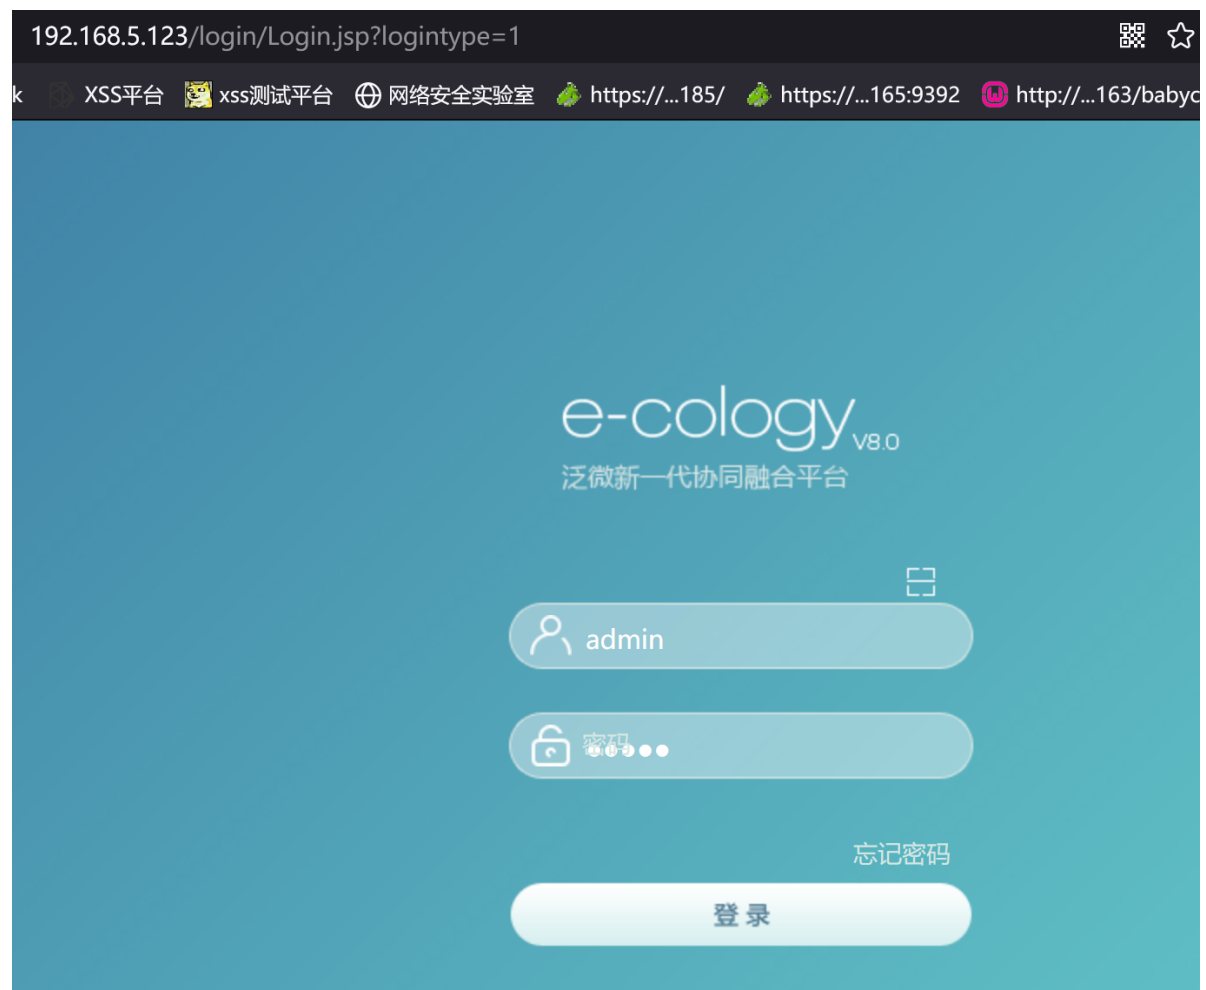 192.168.5.123/login/Login.jsp?logintype=1
k XSS平台 xss测试平台 网络安全实验室 https://...185/ https://...165:9392 http://...163/babyc
e-cology V8.0
泛微新一代协同融合平台
admin
密码
忘记密码
登录